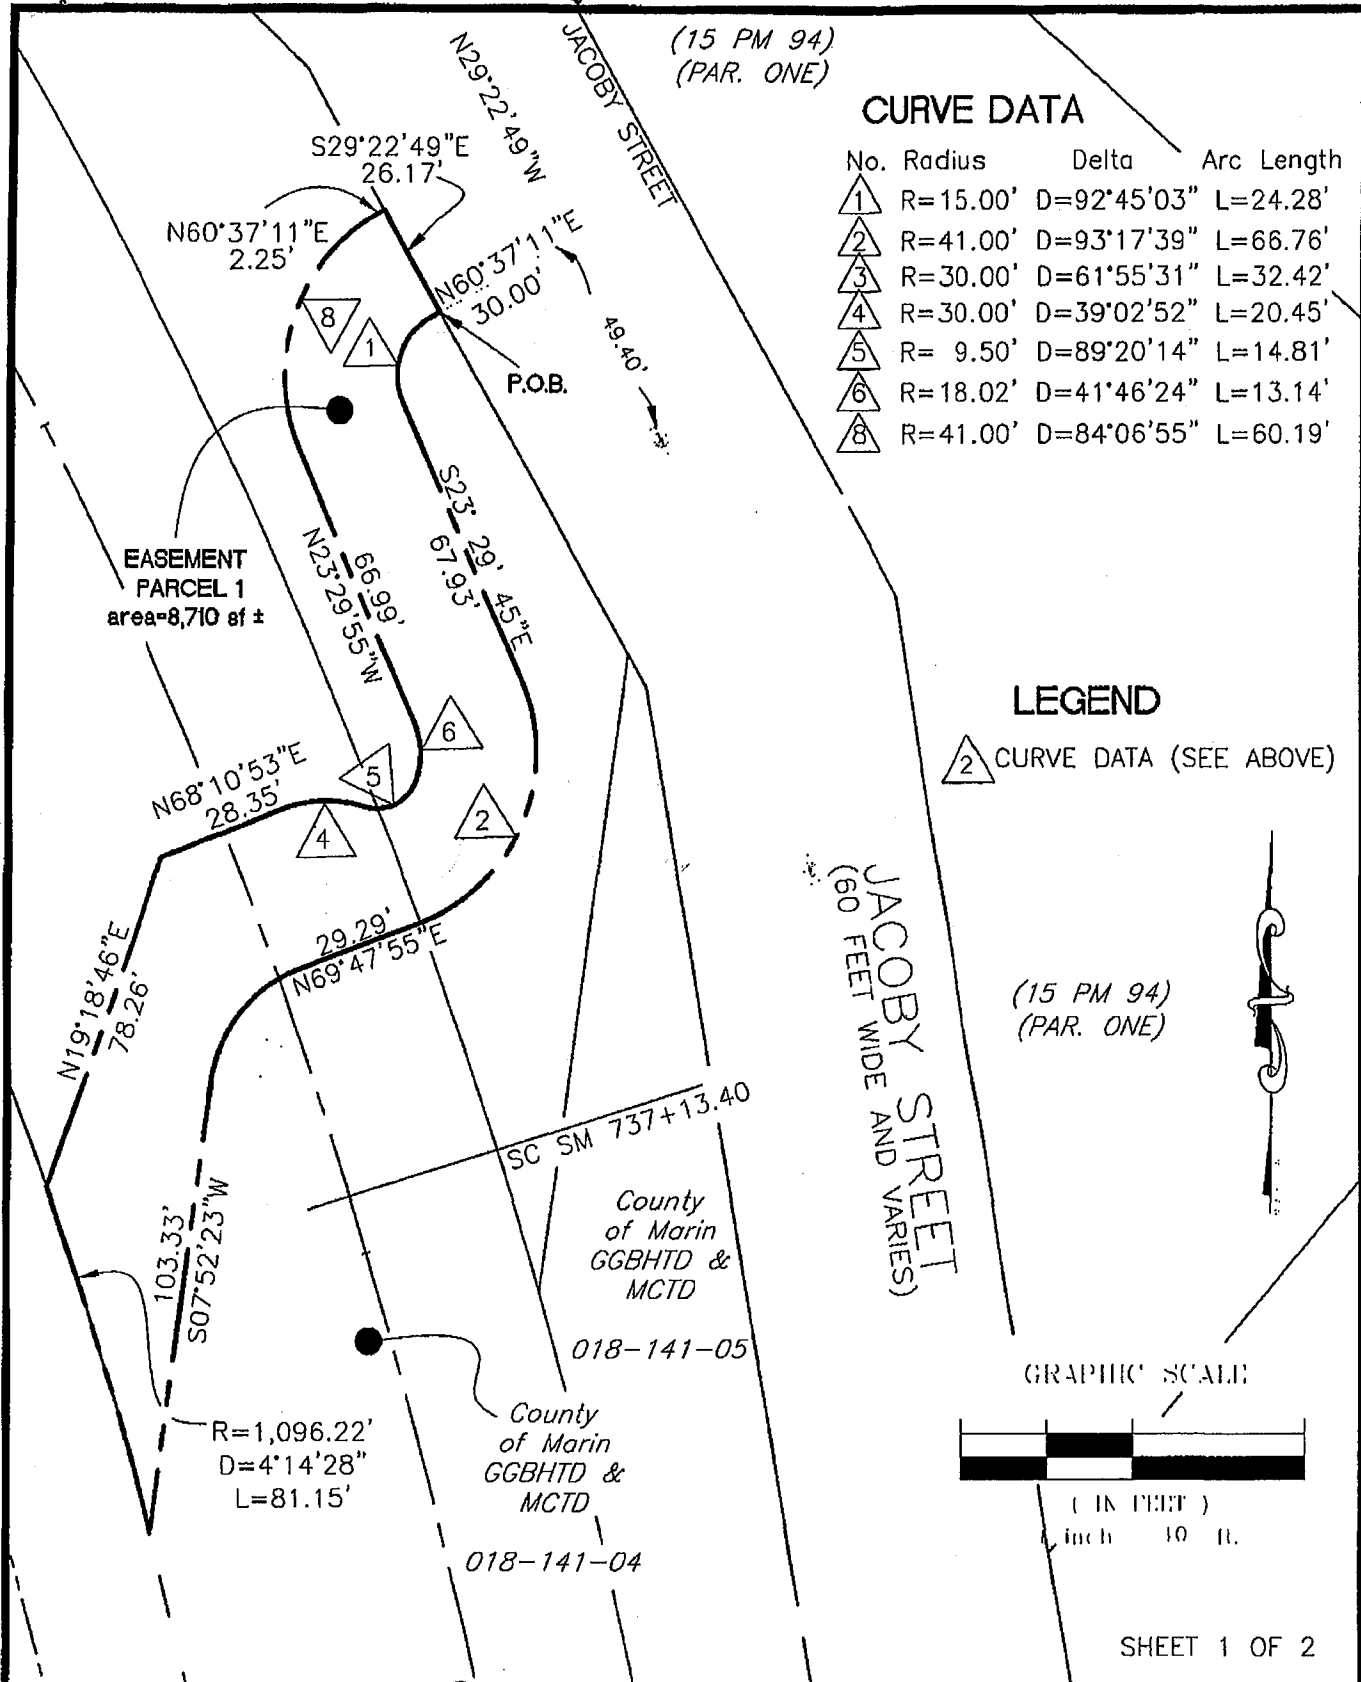 (15 PM 94)
(PAR. ONE)
JACOBY STREET
N29°22'49"W
CURVE DATA
No. Radius Delta Arc Length
1 R=15.00' D=92°45'03" L=24.28'
2 R=41.00' D=93°17'39" L=66.76'
3 R=30.00' D=61°55'31" L=32.42'
4 R=30.00' D=39°02'52" L=20.45'
5 R= 9.50' D=89°20'14" L=14.81'
6 R=18.02' D=41°46'24" L=13.14'
8 R=41.00' D=84°06'55" L=60.19'
S29°22'49"E
26.17'
N60°37'11"E
2.25'
N60°37'11"E
30.00'
49.40'
8
1
P.O.B.
S23° 29' 45"E
67.93'
66.99'
N23°29'55"W
EASEMENT
PARCEL 1
area=8,710 sf ±
LEGEND
2 CURVE DATA (SEE ABOVE)
6
5
2
4
N68°10'53"E
28.35'
29.29'
N69°47'55"E
N19°18'46"E
78.26'
JACOBY STREET
(60 FEET WIDE AND VARIES)
(15 PM 94)
(PAR. ONE)
SC SM 737+13.40
103.33'
S07°52'23"W
County
of Marin
GGBHTD &
MCTD
018-141-05
R=1,096.22'
D=4°14'28"
L=81.15'
County
of Marin
GGBHTD &
MCTD
018-141-04
GRAPHIC SCALE
( IN FEET )
inch
ft.
SHEET 1 OF 2